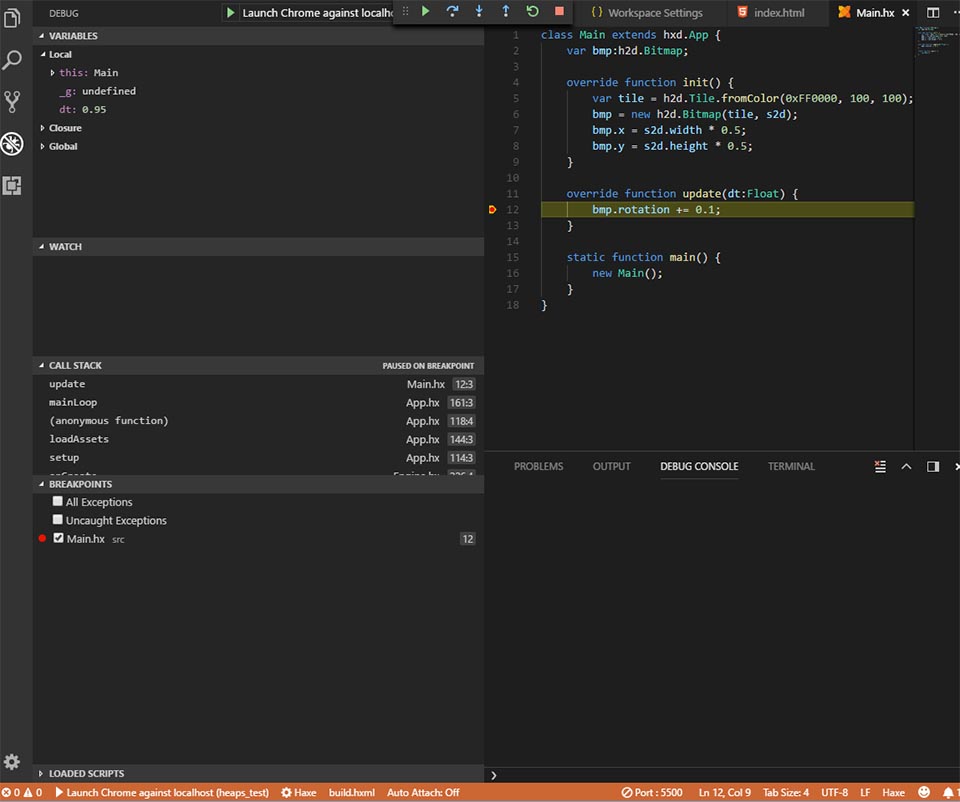 DEBUG
Launch Chrome against localho
Workspace Settings
index.html
Main.hx
VARIABLES
Local
this: Main
_g: undefined
dt: 0.95
Closure
Global
WATCH
CALL STACK PAUSED ON BREAKPOINT
update Main.hx 12:3
mainLoop App.hx 161:3
(anonymous function) App.hx 118:4
loadAssets App.hx 144:3
setup App.hx 114:3
BREAKPOINTS
All Exceptions
Uncaught Exceptions
Main.hx src 12
LOADED SCRIPTS
1 class Main extends hxd.App {
2 var bmp:h2d.Bitmap;
3
4 override function init() {
5 var tile = h2d.Tile.fromColor(0xFF0000, 100, 100);
6 bmp = new h2d.Bitmap(tile, s2d);
7 bmp.x = s2d.width * 0.5;
8 bmp.y = s2d.height * 0.5;
9 }
10
11 override function update(dt:Float) {
12 bmp.rotation += 0.1;
13 }
14
15 static function main() {
16 new Main();
17 }
18 }
PROBLEMS OUTPUT DEBUG CONSOLE TERMINAL
0 0 Launch Chrome against localhost (heaps_test) Haxe build.hxml Auto Attach: Off Port : 5500 Ln 12, Col 9 Tab Size: 4 UTF-8 LF Haxe 1